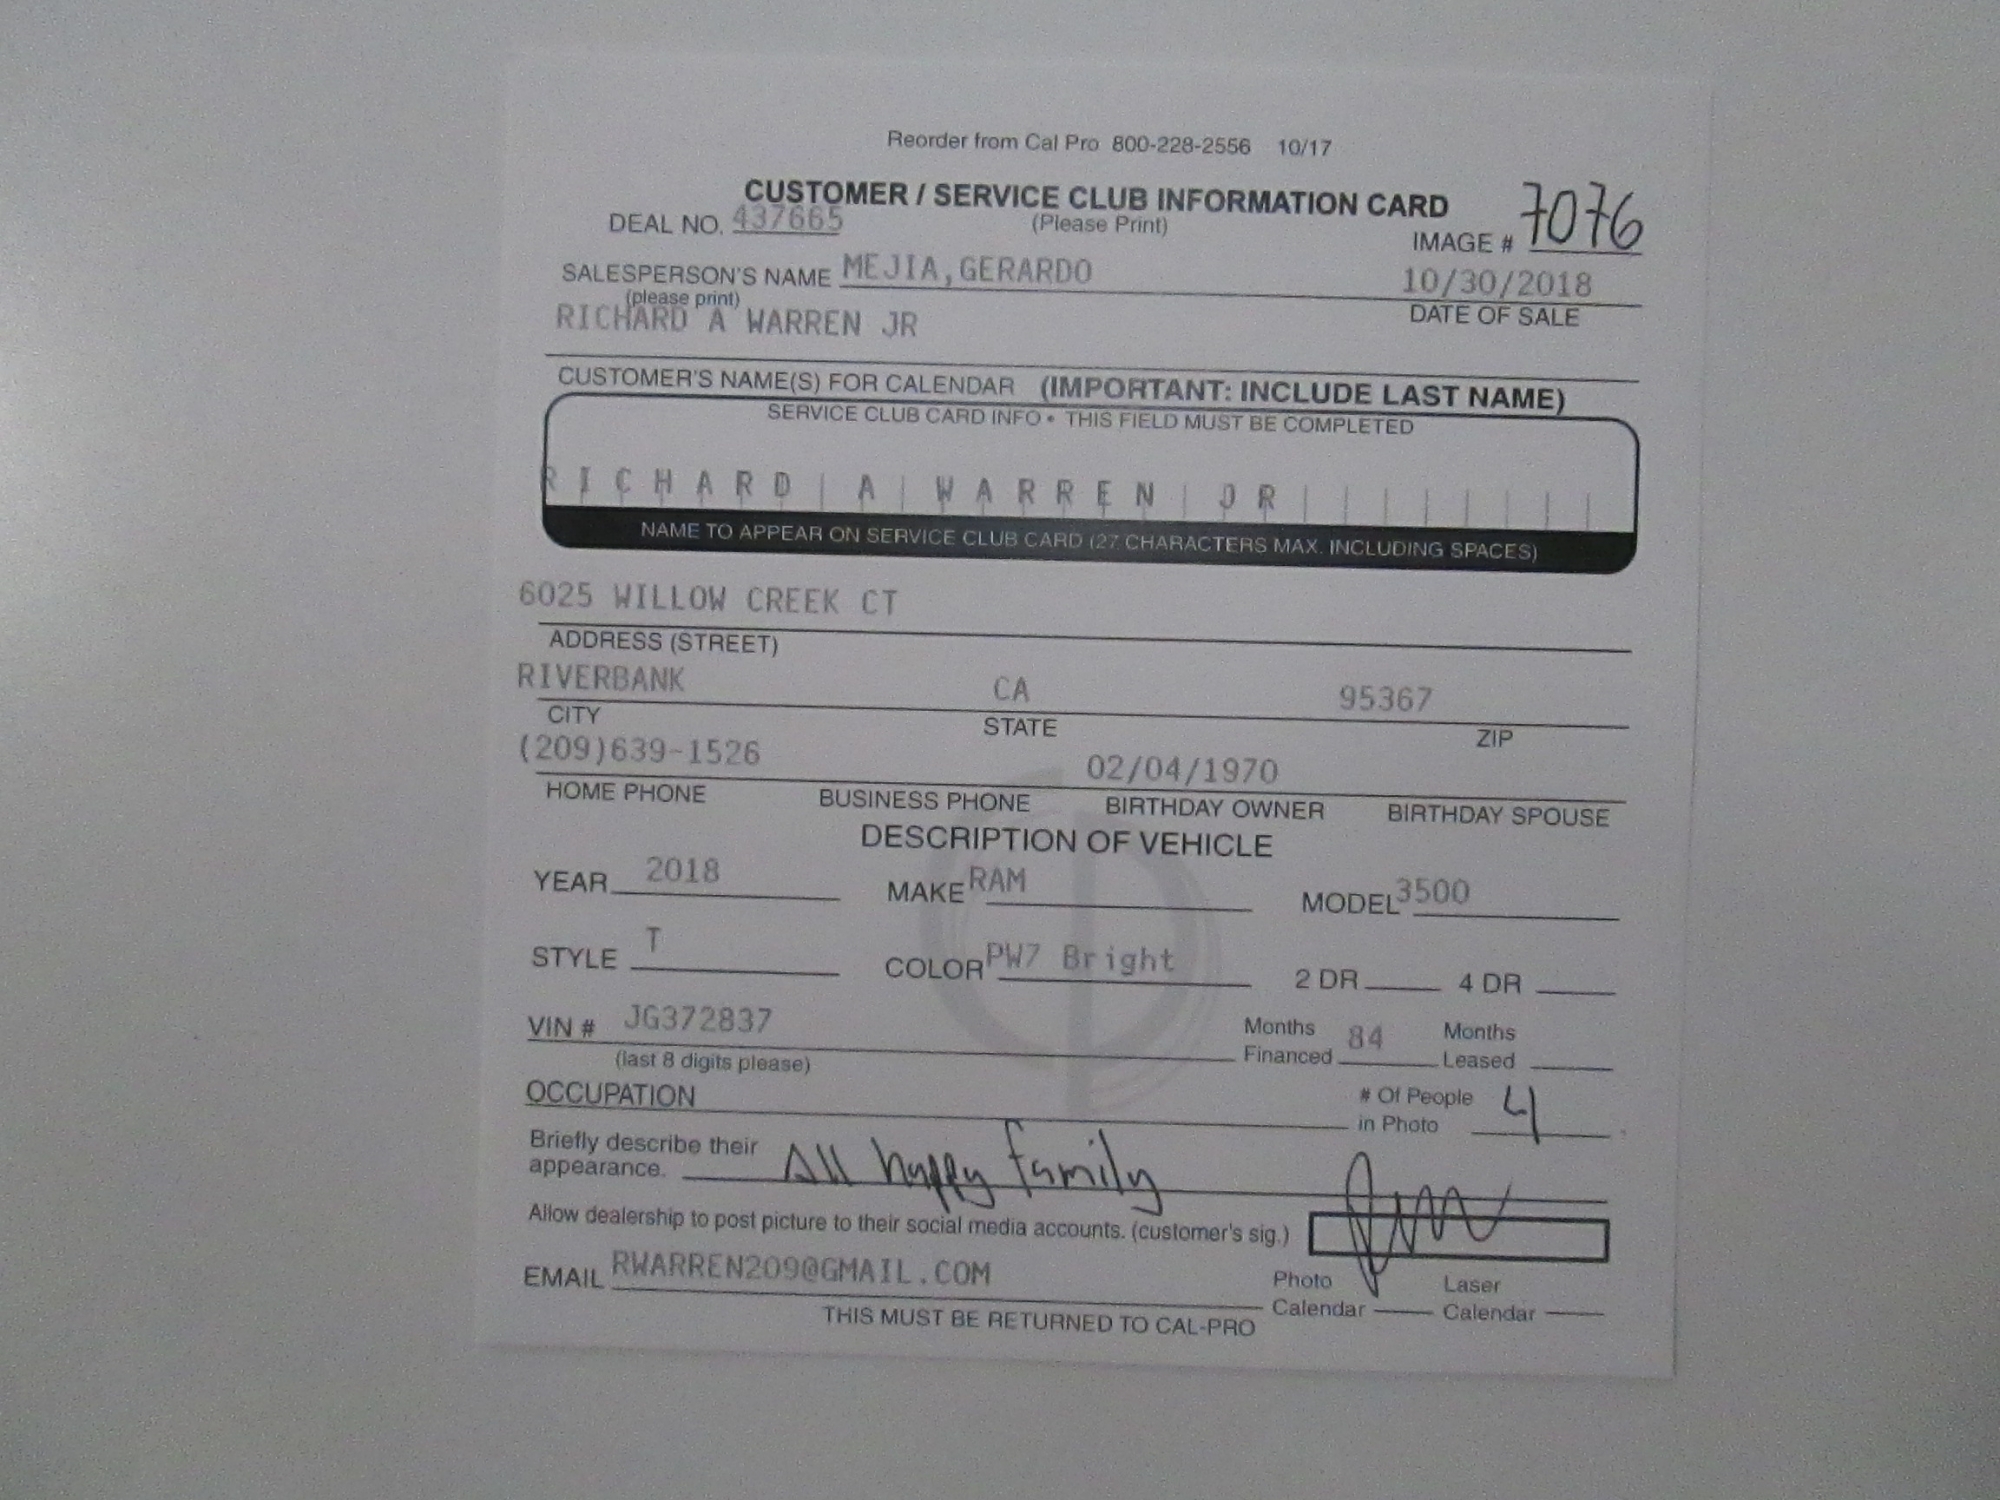 Reorder from Cal Pro 800-228-2556 10/17
CUSTOMER / SERVICE CLUB INFORMATION CARD
DEAL NO. 437665 (Please Print) IMAGE # 7076
SALESPERSON'S NAME MEJIA,GERARDO 10/30/2018
(please print) DATE OF SALE
RICHARD A WARREN JR
CUSTOMER'S NAME(S) FOR CALENDAR (IMPORTANT: INCLUDE LAST NAME)
SERVICE CLUB CARD INFO • THIS FIELD MUST BE COMPLETED
RICHARD A WARREN JR
NAME TO APPEAR ON SERVICE CLUB CARD (27 CHARACTERS MAX. INCLUDING SPACES)
6025 WILLOW CREEK CT
ADDRESS (STREET)
RIVERBANK CA 95367
CITY STATE ZIP
(209)639-1526 02/04/1970
HOME PHONE BUSINESS PHONE BIRTHDAY OWNER BIRTHDAY SPOUSE
DESCRIPTION OF VEHICLE
YEAR 2018 MAKE RAM MODEL 3500
STYLE T COLOR PW7 Bright 2 DR 4 DR
VIN # JG372837 Months Financed 84 Months Leased
(last 8 digits please)
OCCUPATION # Of People in Photo 4
Briefly describe their appearance. All happy family
Allow dealership to post picture to their social media accounts. (customer's sig.)
EMAIL RWARREN209@GMAIL.COM Photo Calendar Laser Calendar
THIS MUST BE RETURNED TO CAL-PRO